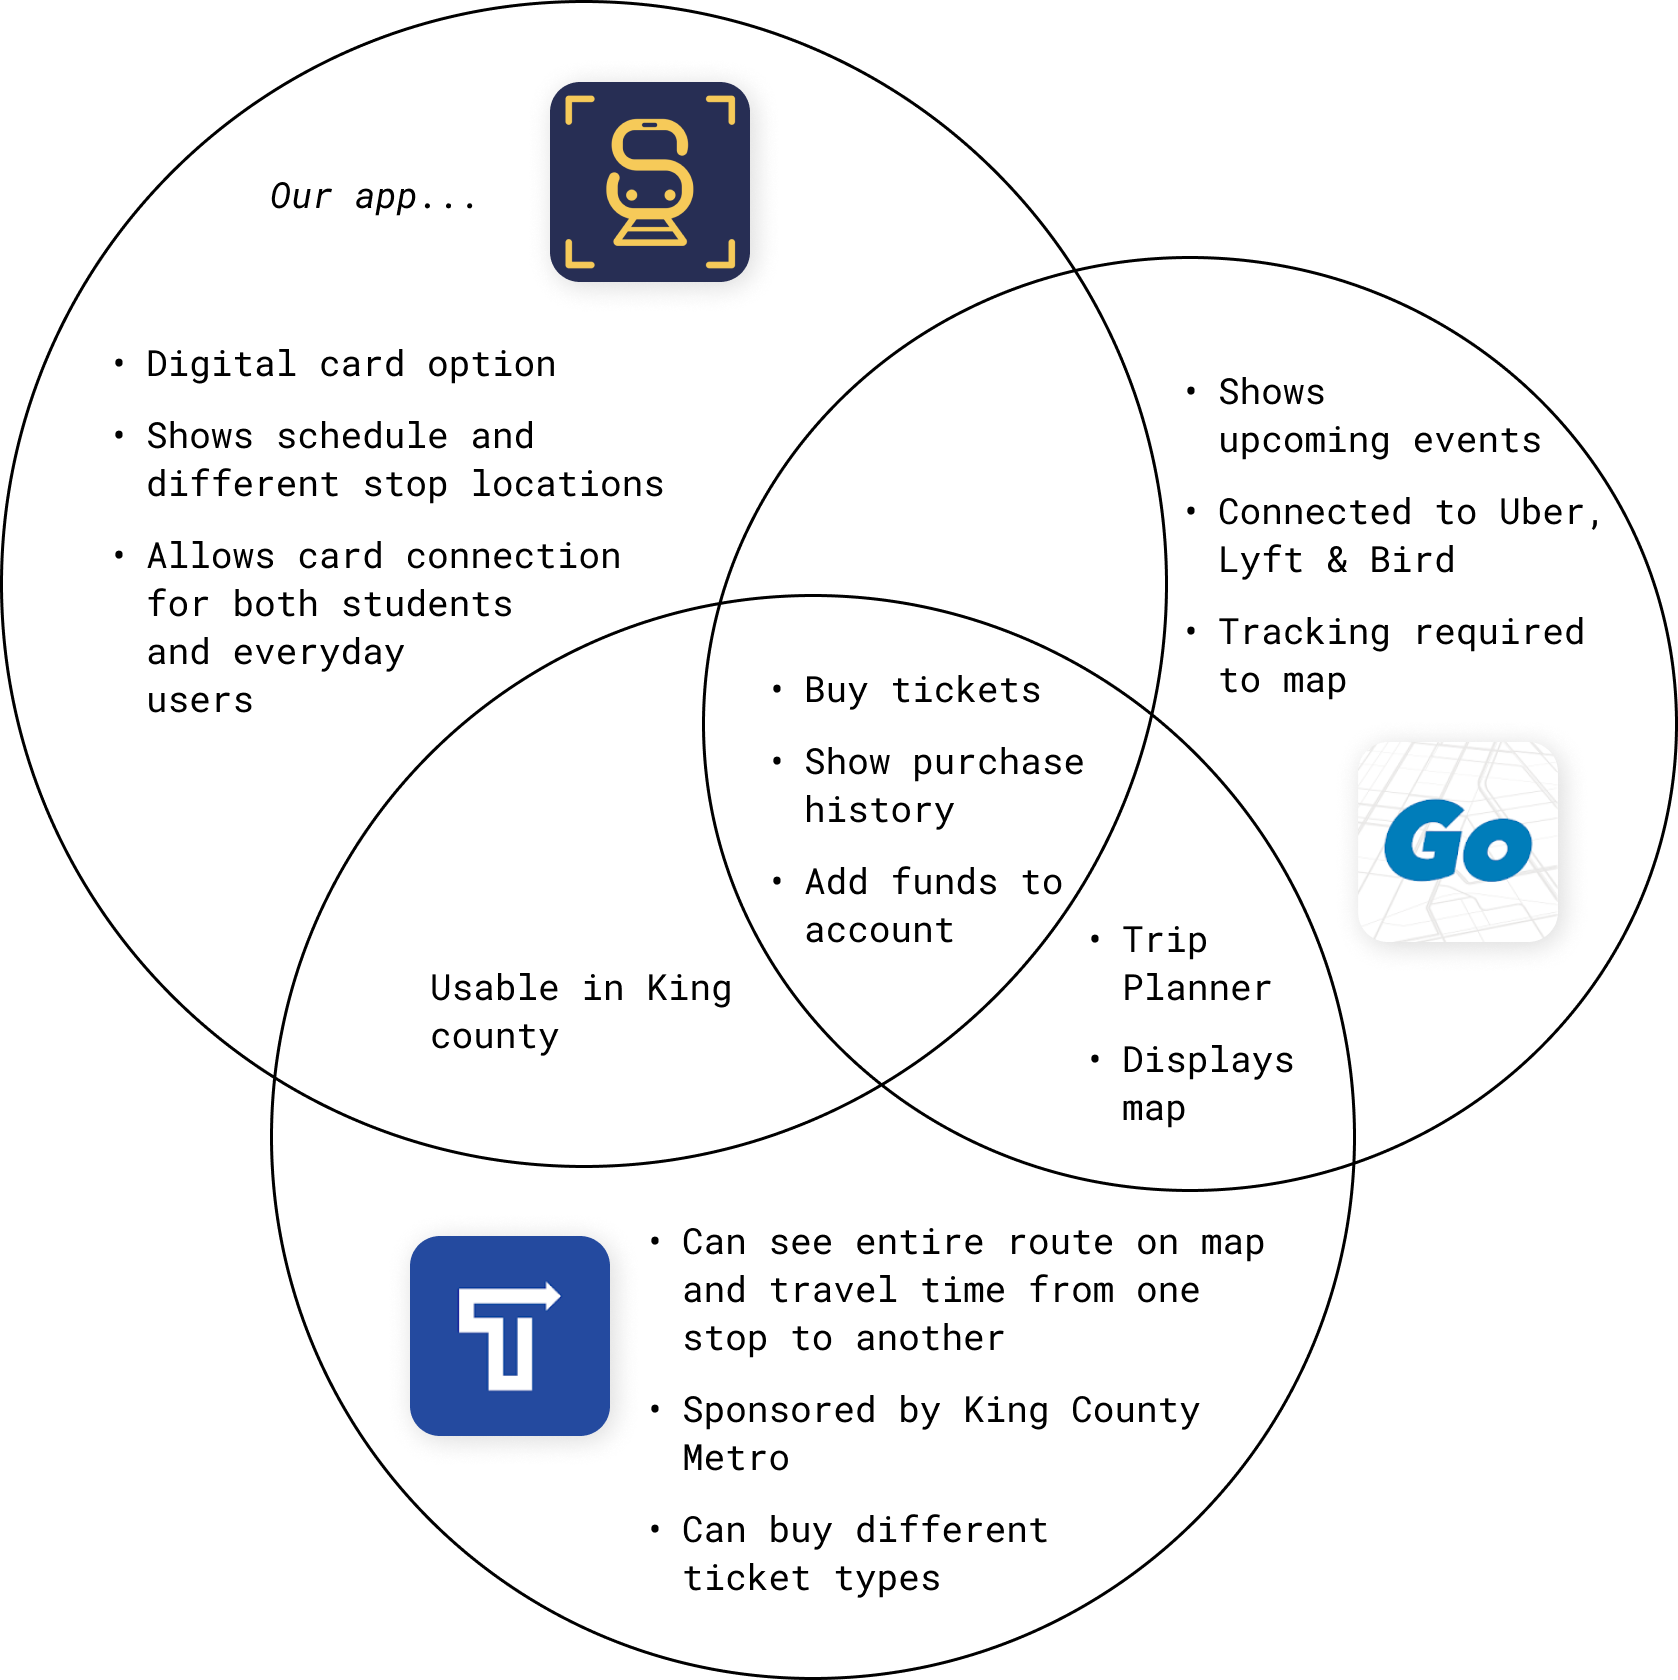 Our app...
• Digital card option
• Shows schedule and
different stop locations
• Allows card connection
for both students
and everyday
users
• Shows
upcoming events
• Connected to Uber,
Lyft & Bird
• Tracking required
to map
Go
• Buy tickets
• Show purchase
history
• Add funds to
account
• Trip
Planner
• Displays
map
Usable in King
county
T
• Can see entire route on map
and travel time from one
stop to another
• Sponsored by King County
Metro
• Can buy different
ticket types